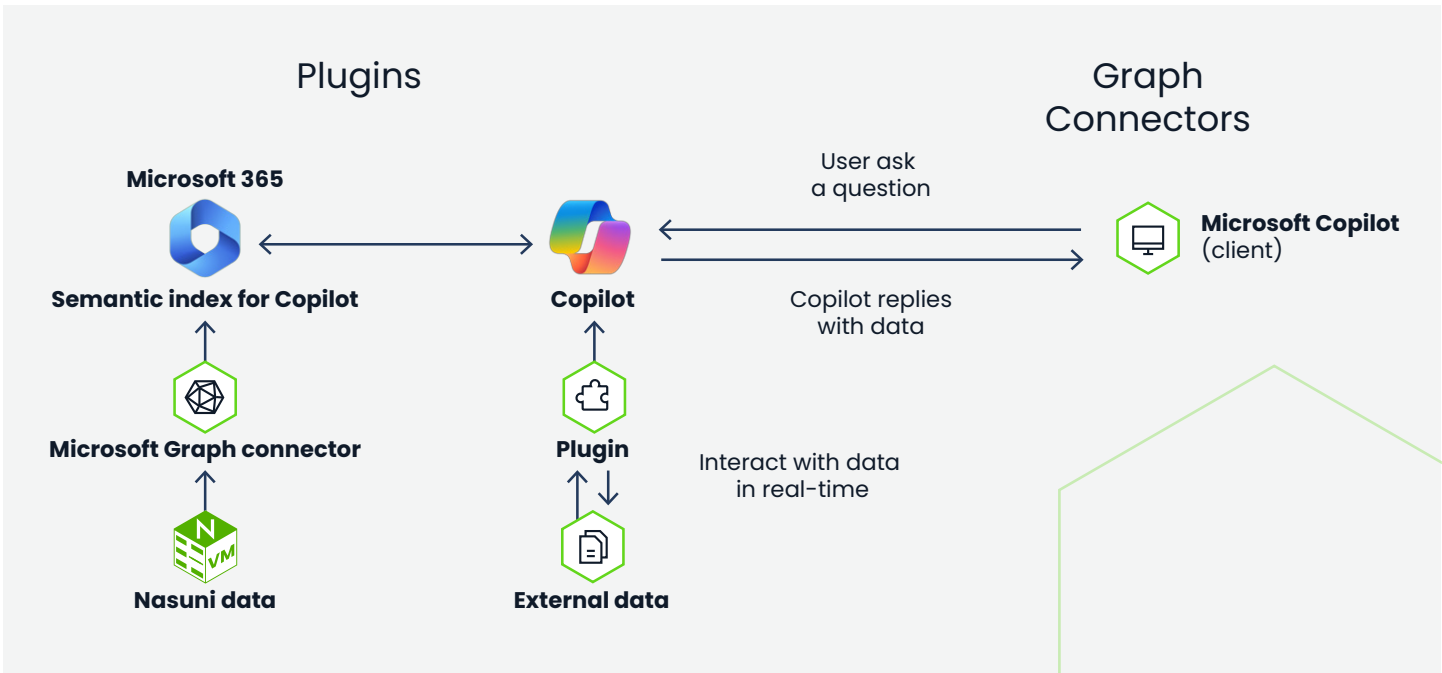 Plugins
Graph
Connectors
User ask
a question
Microsoft 365
Microsoft Copilot
(client)
Semantic index for Copilot
Copilot
Copilot replies
with data
Microsoft Graph connector
Plugin
Interact with data
in real-time
N
VM
Nasuni data
External data